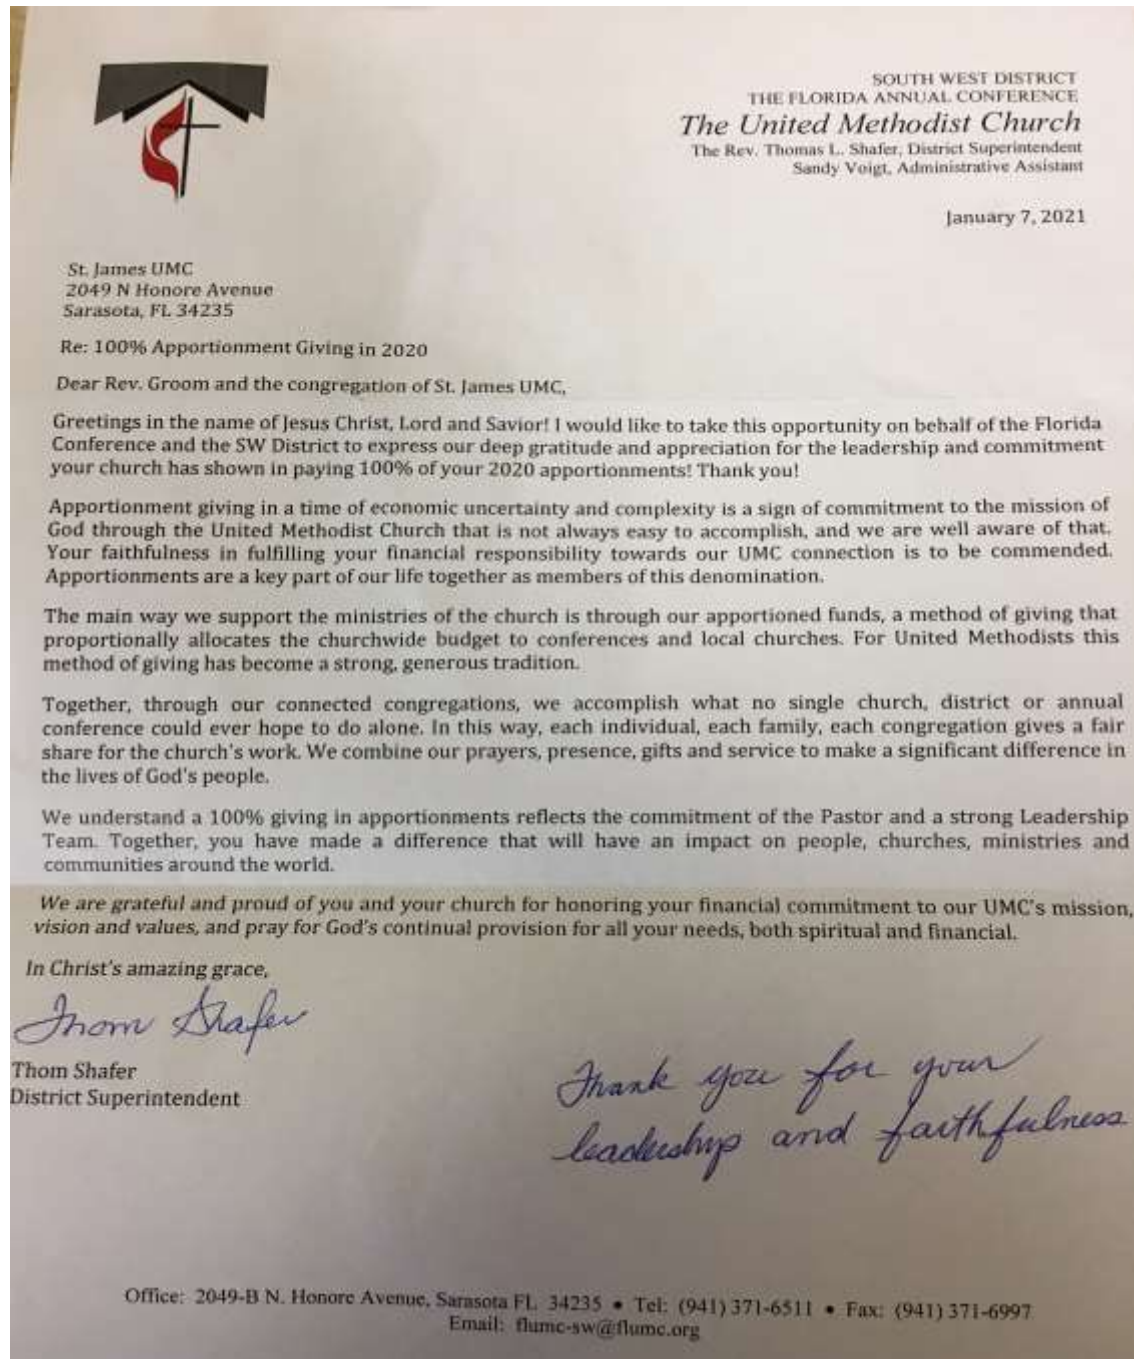 SOUTH WEST DISTRICT
THE FLORIDA ANNUAL CONFERENCE
The United Methodist Church
The Rev. Thomas L. Shafer, District Superintendent
Sandy Voigt, Administrative Assistant
January 7, 2021
St. James UMC
2049 N Honore Avenue
Sarasota, FL 34235
Re: 100% Apportionment Giving in 2020
Dear Rev. Groom and the congregation of St. James UMC,
Greetings in the name of Jesus Christ, Lord and Savior! I would like to take this opportunity on behalf of the Florida
Conference and the SW District to express our deep gratitude and appreciation for the leadership and commitment
your church has shown in paying 100% of your 2020 apportionments! Thank you!
Apportionment giving in a time of economic uncertainty and complexity is a sign of commitment to the mission of
God through the United Methodist Church that is not always easy to accomplish, and we are well aware of that.
Your faithfulness in fulfilling your financial responsibility towards our UMC connection is to be commended.
Apportionments are a key part of our life together as members of this denomination.
The main way we support the ministries of the church is through our apportioned funds, a method of giving that
proportionally allocates the churchwide budget to conferences and local churches. For United Methodists this
method of giving has become a strong, generous tradition.
Together, through our connected congregations, we accomplish what no single church, district or annual
conference could ever hope to do alone. In this way, each individual, each family, each congregation gives a fair
share for the church's work. We combine our prayers, presence, gifts and service to make a significant difference in
the lives of God's people.
We understand a 100% giving in apportionments reflects the commitment of the Pastor and a strong Leadership
Team. Together, you have made a difference that will have an impact on people, churches, ministries and
communities around the world.
We are grateful and proud of you and your church for honoring your financial commitment to our UMC's mission,
vision and values, and pray for God's continual provision for all your needs, both spiritual and financial.
In Christ's amazing grace,
Thom Shafer
Thom Shafer
District Superintendent
Thank you for your
leadership and faithfulness
Office: 2049-B N. Honore Avenue, Sarasota FL 34235 • Tel: (941) 371-6511 • Fax: (941) 371-6997
Email: flumc-sw@flumc.org